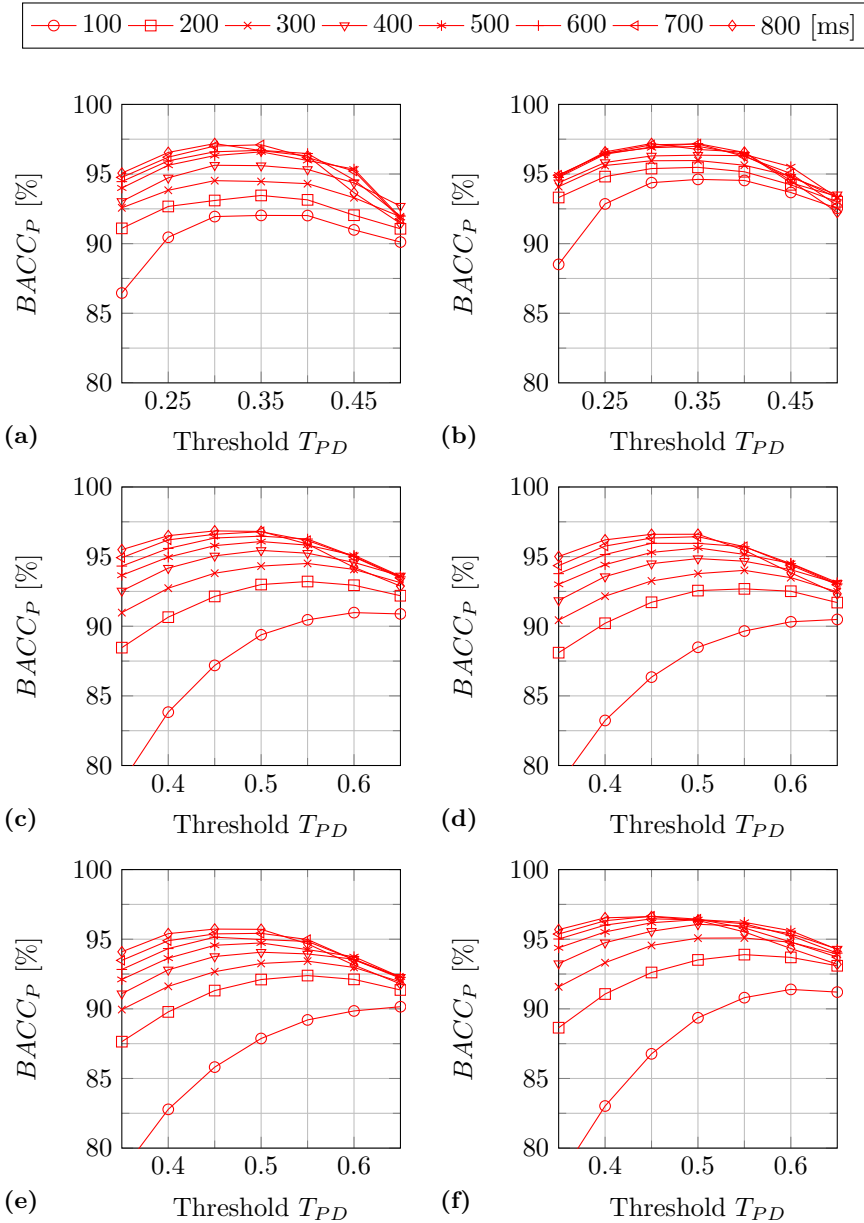 100 200 300 400 500 600 700 800 [ms]
100
95
90
85
80
BACC_P [%]
0.25 0.35 0.45
(a) Threshold T_PD
100
95
90
85
80
BACC_P [%]
0.25 0.35 0.45
(b) Threshold T_PD
100
95
90
85
80
BACC_P [%]
0.4 0.5 0.6
(c) Threshold T_PD
100
95
90
85
80
BACC_P [%]
0.4 0.5 0.6
(d) Threshold T_PD
100
95
90
85
80
BACC_P [%]
0.4 0.5 0.6
(e) Threshold T_PD
100
95
90
85
80
BACC_P [%]
0.4 0.5 0.6
(f) Threshold T_PD